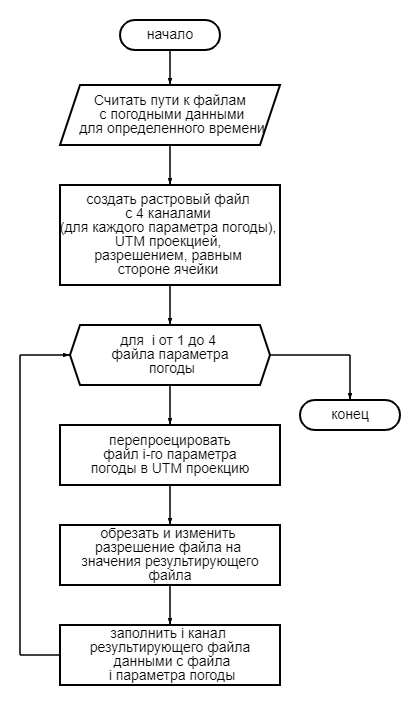 начало
Считать пути к файлам
с погодными данными
для определенного времени
создать растровый файл
с 4 каналами
(для каждого параметра погоды),
UTM проекцией,
разрешением, равным
стороне ячейки
для i от 1 до 4
файла параметра
погоды
конец
перепроецировать
файл i-го параметра
погоды в UTM проекцию
обрезать и изменить
разрешение файла на
значения результирующего
файла
заполнить i канал
результирующего файла
данными с файла
i параметра погоды